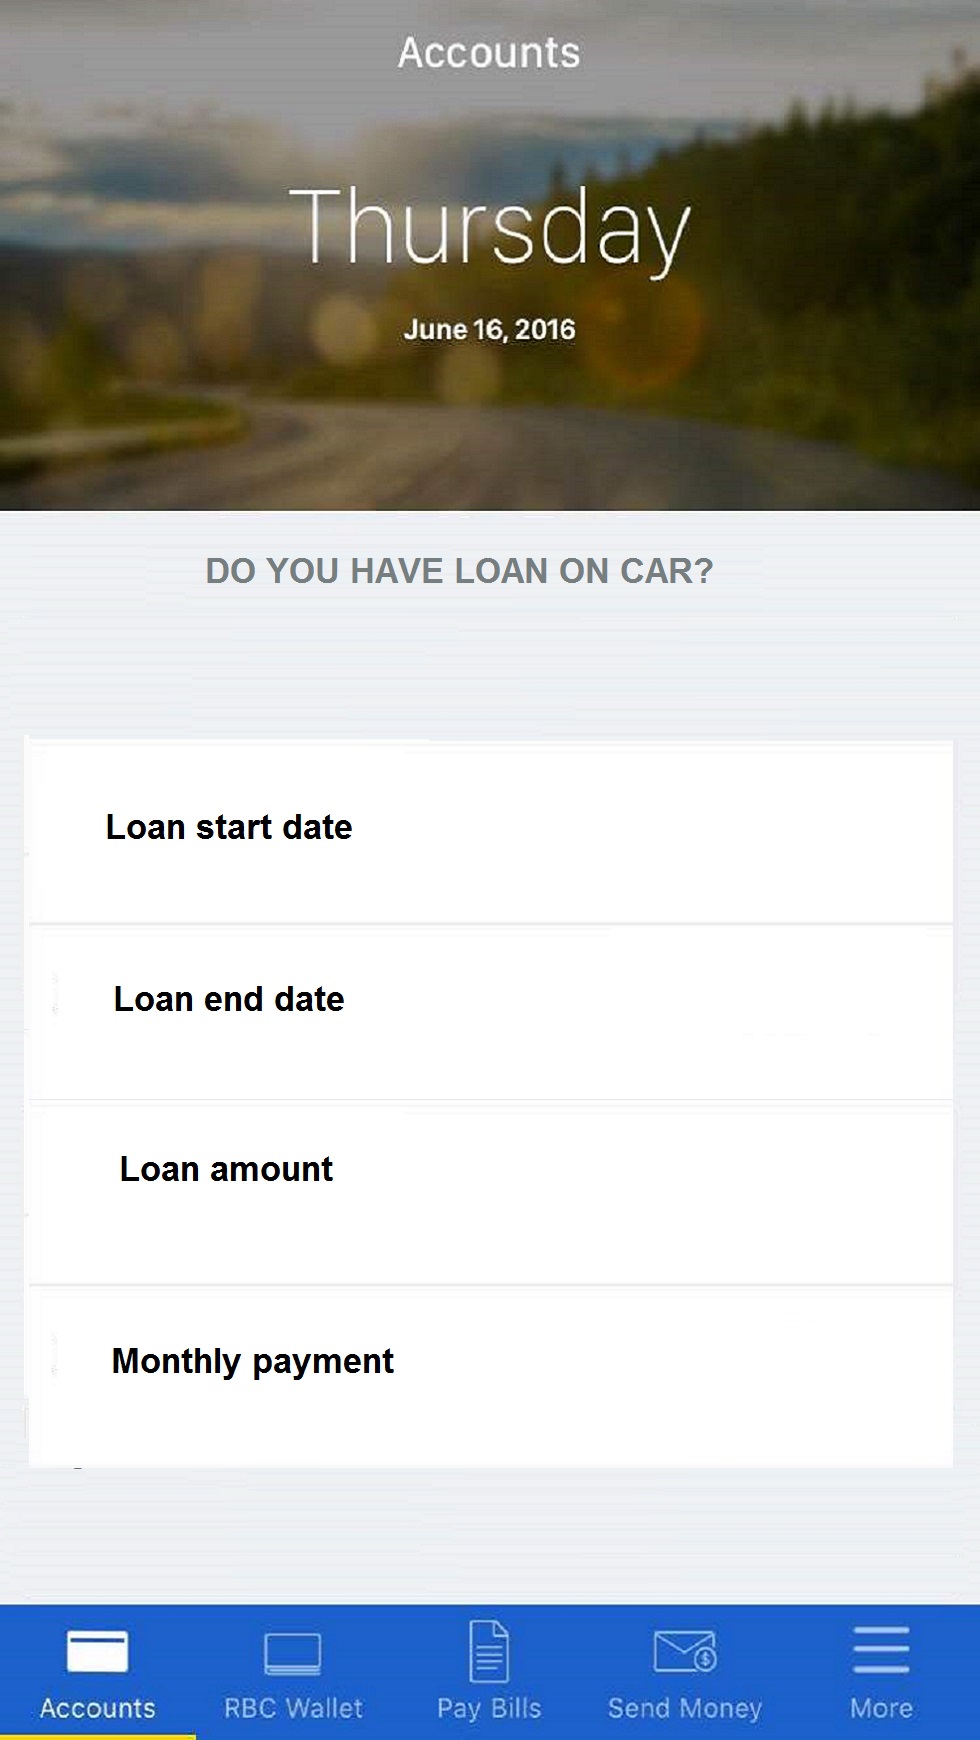 Accounts
Thursday
June 16, 2016
DO YOU HAVE LOAN ON CAR?
Loan start date
Loan end date
Loan amount
Monthly payment
Accounts
RBC Wallet
Pay Bills
Send Money
More